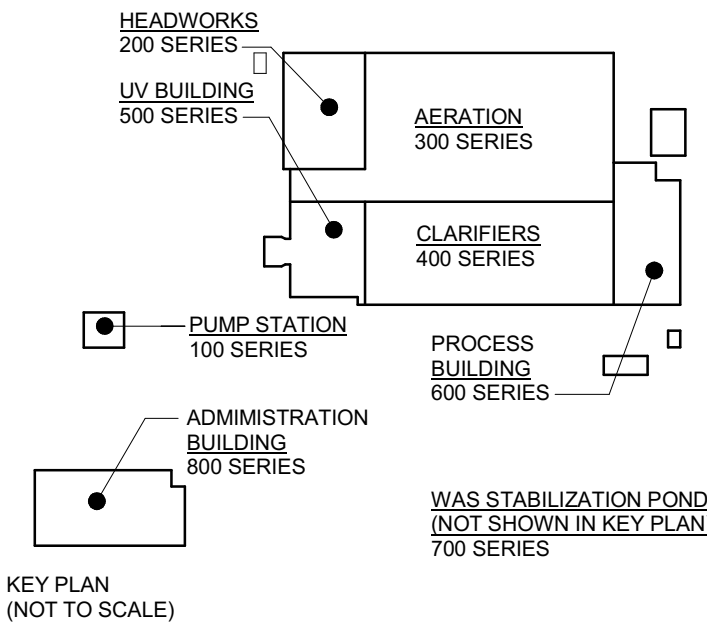 HEADWORKS
200 SERIES
UV BUILDING
500 SERIES
AERATION
300 SERIES
CLARIFIERS
400 SERIES
PUMP STATION
100 SERIES
PROCESS
BUILDING
600 SERIES
ADMIMISTRATION
BUILDING
800 SERIES
WAS STABILIZATION POND
(NOT SHOWN IN KEY PLAN
700 SERIES
KEY PLAN
(NOT TO SCALE)